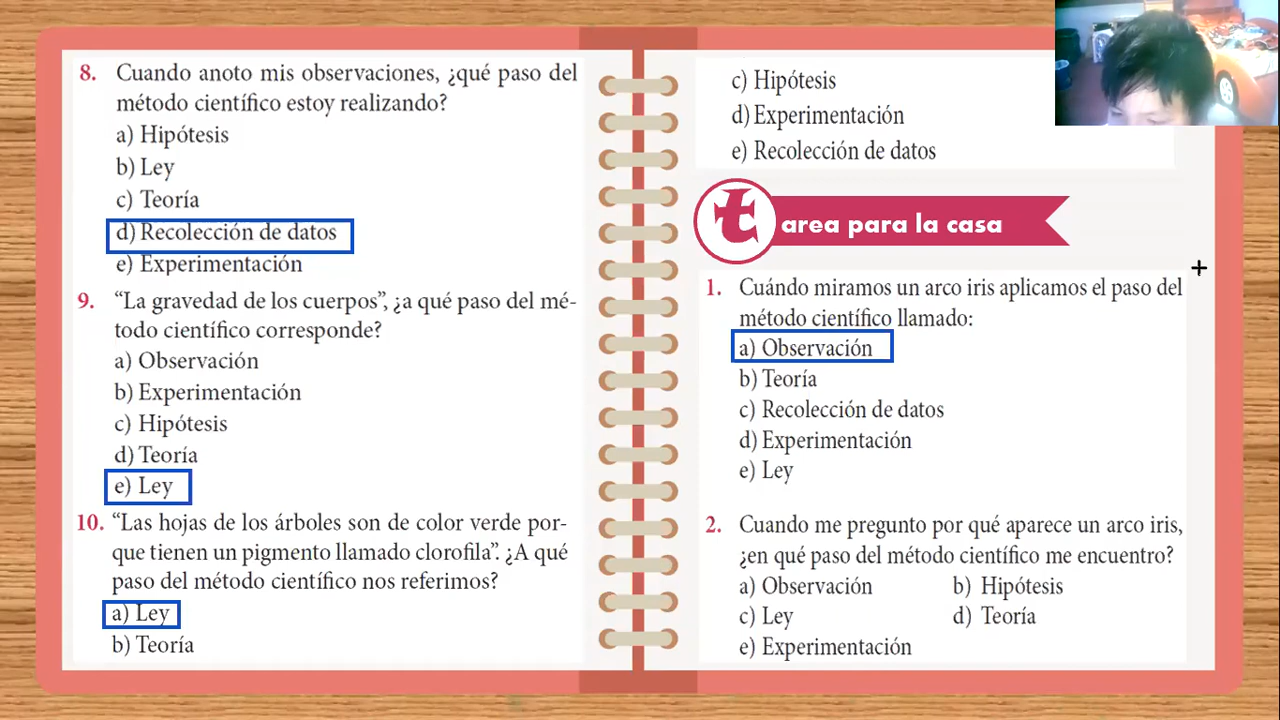 8. Cuando anoto mis observaciones, ¿qué paso del
método científico estoy realizando?
a) Hipótesis
b) Ley
c) Teoría
d) Recolección de datos
e) Experimentación
9. “La gravedad de los cuerpos”, ¿a qué paso del mé-
todo científico corresponde?
a) Observación
b) Experimentación
c) Hipótesis
d) Teoría
e) Ley
10. “Las hojas de los árboles son de color verde por-
que tienen un pigmento llamado clorofila”. ¿A qué
paso del método científico nos referimos?
a) Ley
b) Teoría
c) Hipótesis
d) Experimentación
e) Recolección de datos
tarea para la casa
1. Cuándo miramos un arco iris aplicamos el paso del
método científico llamado:
a) Observación
b) Teoría
c) Recolección de datos
d) Experimentación
e) Ley
2. Cuando me pregunto por qué aparece un arco iris,
¿en qué paso del método científico me encuentro?
a) Observación b) Hipótesis
c) Ley d) Teoría
e) Experimentación